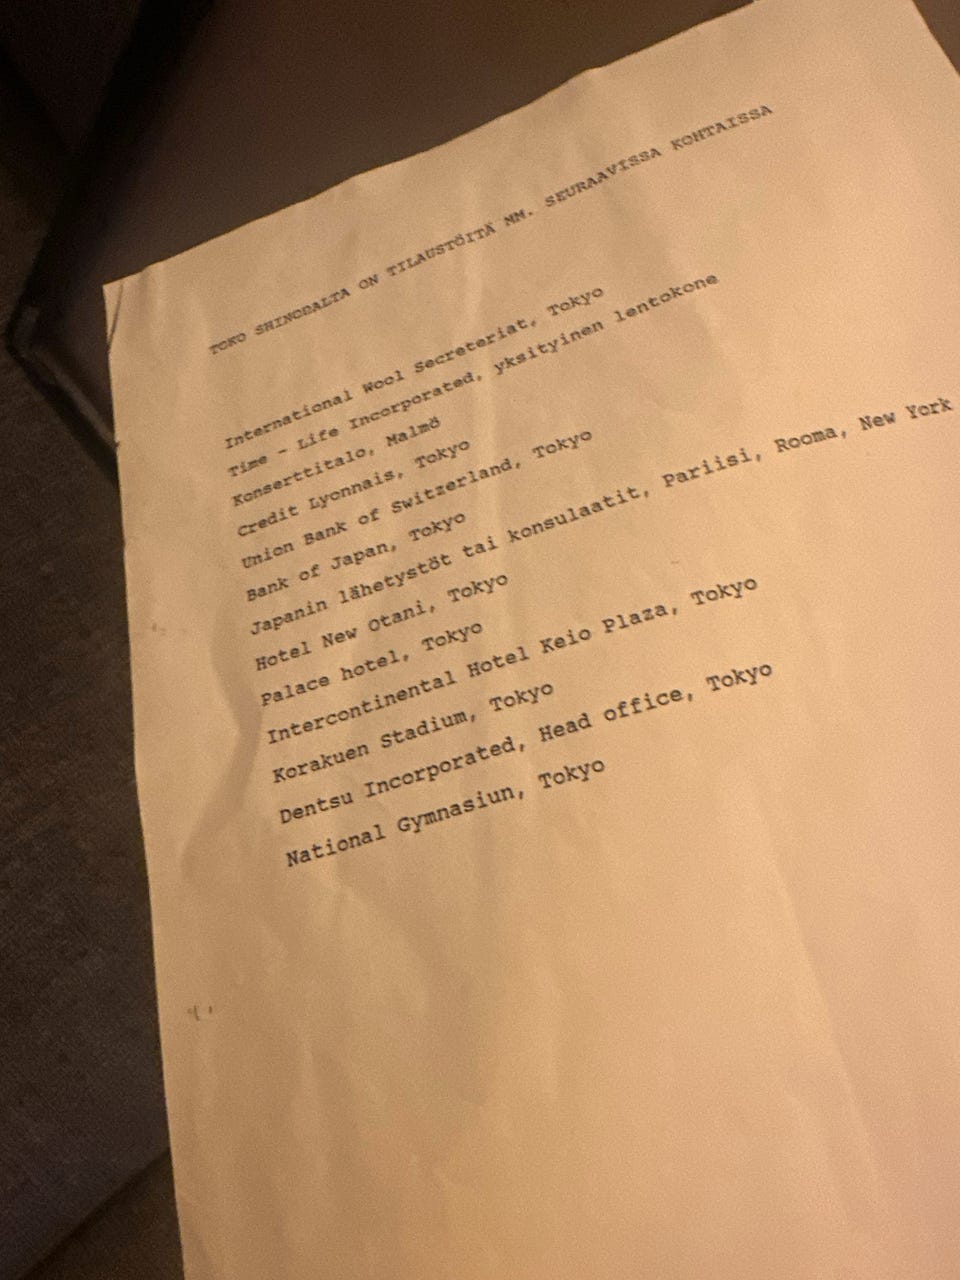 TOKO SHINODALTA ON TILAUSTÖITÄ MM. SEURAAVISSA KOHTAISSA
International Wool Secreteriat, Tokyo
Time - Life Incorporated, yksityinen lentokone
Konserttitalo, Malmö
Credit Lyonnais, Tokyo
Union Bank of Switzerland, Tokyo
Bank of Japan, Tokyo
Japanin lähetystöt tai konsulaatit, Pariisi, Rooma, New York
Hotel New Otani, Tokyo
Palace hotel, Tokyo
Intercontinental Hotel Keio Plaza, Tokyo
Korakuen Stadium, Tokyo
Dentsu Incorporated, Head office, Tokyo
National Gymnasiun, Tokyo